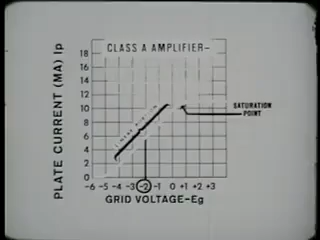 CLASS A AMPLIFIER-
PLATE CURRENT (MA) Ip
18
16
14
12
10
8
6
4
2
0
SATURATION
POINT
-6 -5 -4 -3 -2 -1 0 +1 +2 +3
GRID VOLTAGE-Eg